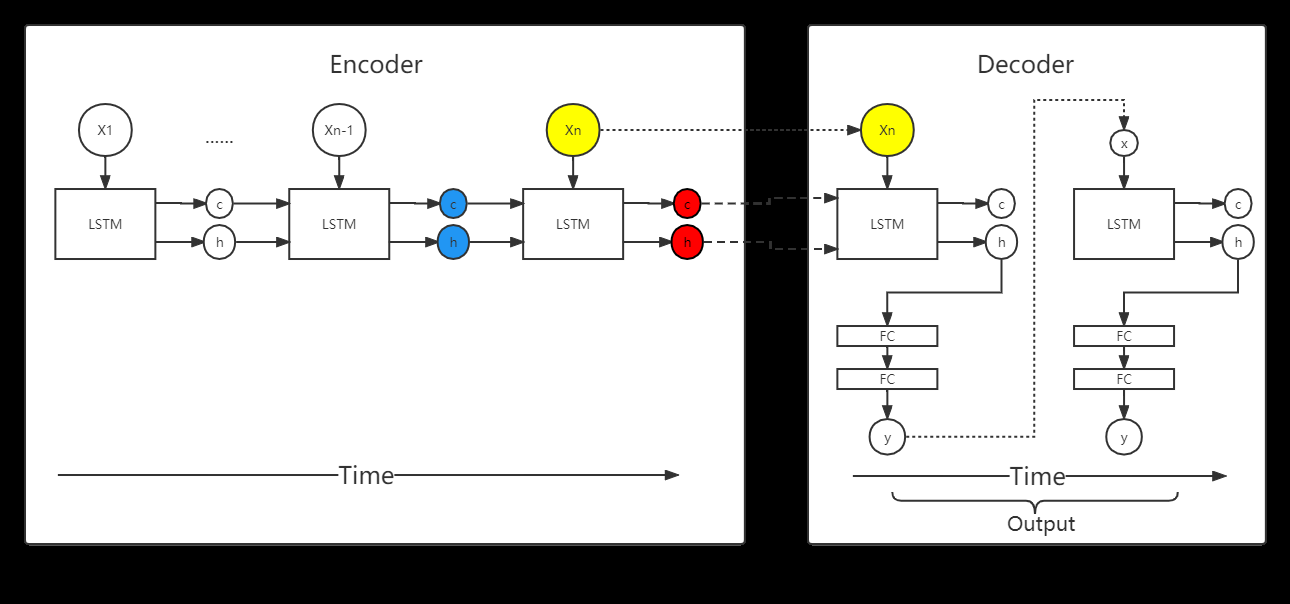 Encoder
X1
......
Xn-1
Xn
LSTM
c
h
LSTM
c
h
LSTM
c
h
Time
Decoder
Xn
x
LSTM
c
h
LSTM
c
h
FC
FC
FC
FC
y
y
Time
Output